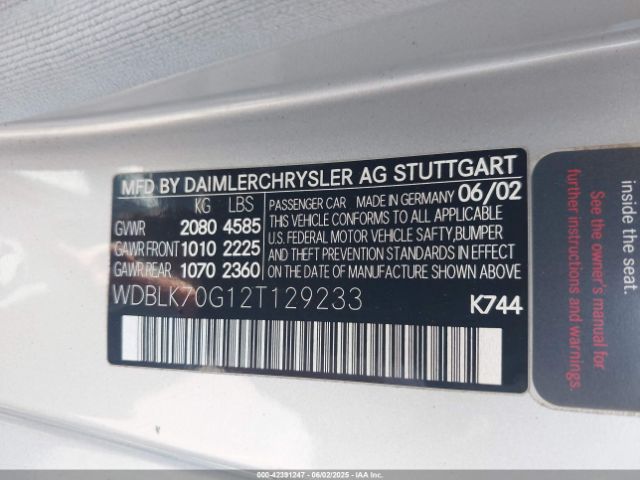 MFD BY DAIMLERCHRYSLER AG STUTTGART
KG LBS
GVWR 2080 4585
GAWR FRONT 1010 2225
GAWR REAR 1070 2360
PASSENGER CAR MADE IN GERMANY 06/02
THIS VEHICLE CONFORMS TO ALL APPLICABLE
U.S. FEDERAL MOTOR VEHICLE SAFTY,BUMPER
AND THEFT PREVENTION STANDARDS IN EFFECT
ON THE DATE OF MANUFACTURE SHOWN ABOVE.
WDBLK70G12T129233
K744
inside the seat.
See the owner's manual for
further instructions and warnings.
000-42391247 - 06/02/2025 - IAAI, Inc.